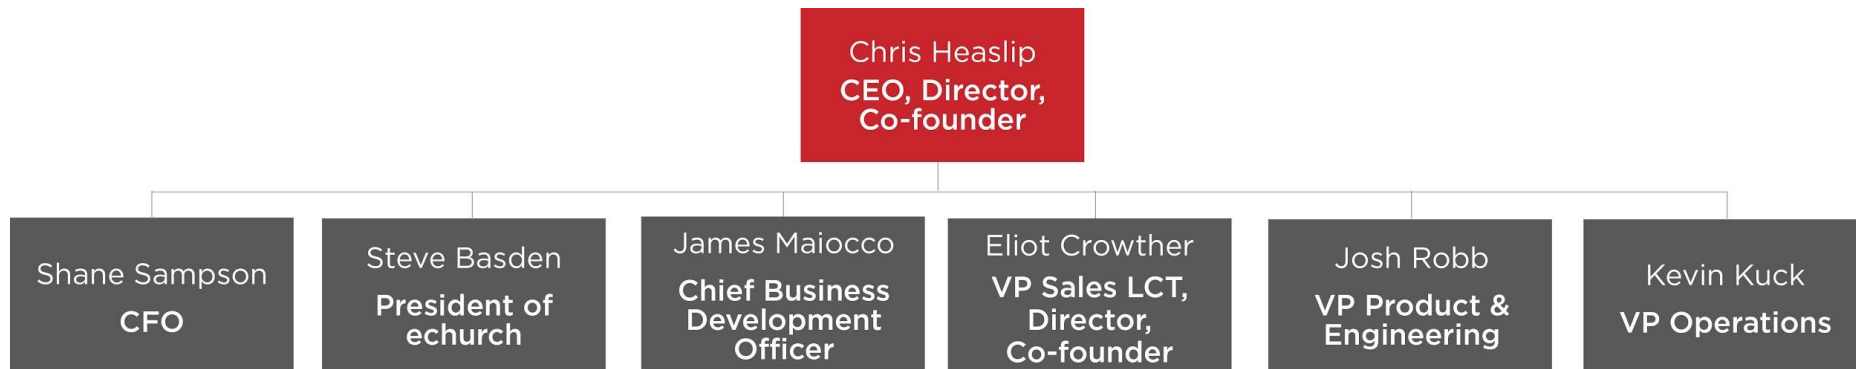 Chris Heaslip
CEO, Director,
Co-founder
Shane Sampson
CFO
Steve Basden
President of
echurch
James Maiocco
Chief Business
Development
Officer
Eliot Crowther
VP Sales LCT,
Director,
Co-founder
Josh Robb
VP Product &
Engineering
Kevin Kuck
VP Operations